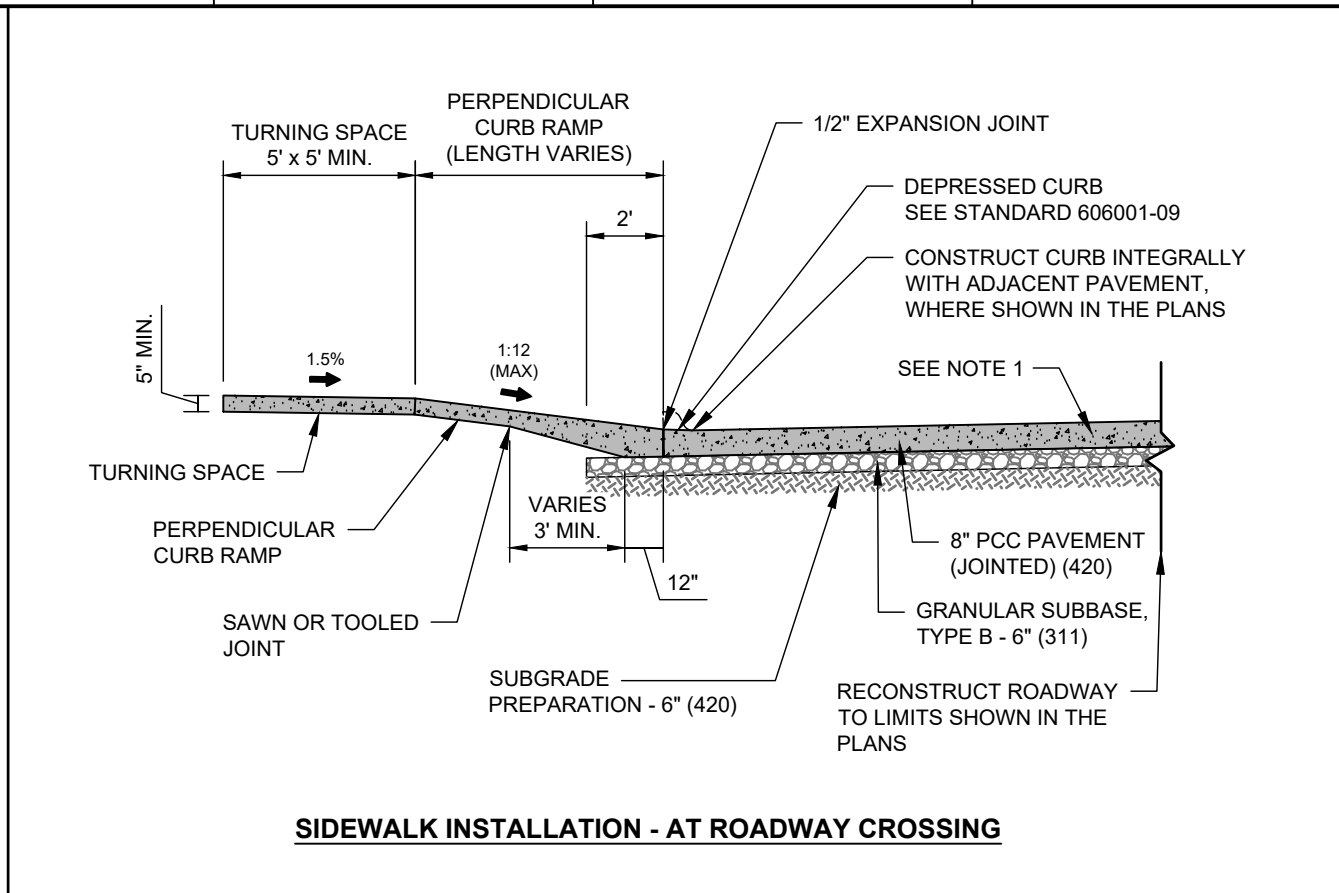 PERPENDICULAR
CURB RAMP
(LENGTH VARIES)
TURNING SPACE
5' x 5' MIN.
1/2" EXPANSION JOINT
DEPRESSED CURB
SEE STANDARD 606001-09
2'
CONSTRUCT CURB INTEGRALLY
WITH ADJACENT PAVEMENT,
WHERE SHOWN IN THE PLANS
5" MIN.
1.5%
1:12
(MAX)
SEE NOTE 1
TURNING SPACE
PERPENDICULAR
CURB RAMP
VARIES
3' MIN.
12"
8" PCC PAVEMENT
(JOINTED) (420)
SAWN OR TOOLED
JOINT
GRANULAR SUBBASE,
TYPE B - 6" (311)
SUBGRADE
PREPARATION - 6" (420)
RECONSTRUCT ROADWAY
TO LIMITS SHOWN IN THE
PLANS
SIDEWALK INSTALLATION - AT ROADWAY CROSSING